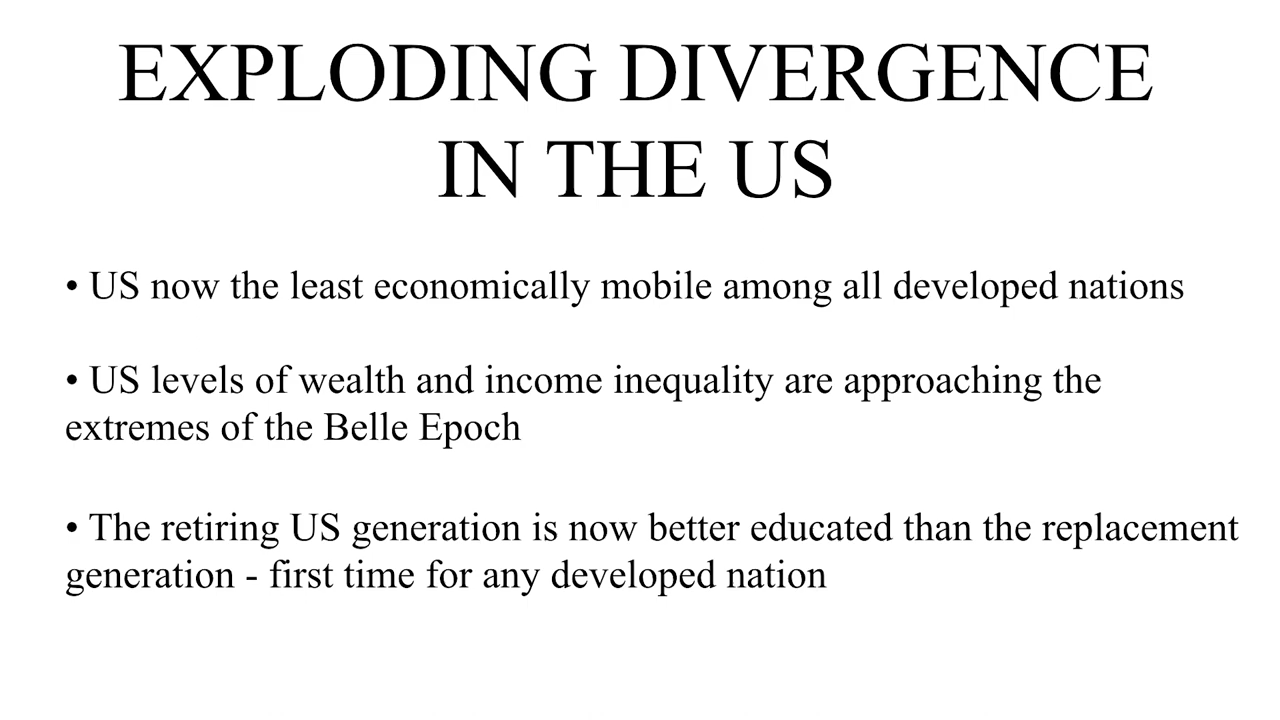 EXPLODING DIVERGENCE
IN THE US
• US now the least economically mobile among all developed nations
• US levels of wealth and income inequality are approaching the
extremes of the Belle Epoch
• The retiring US generation is now better educated than the replacement
generation - first time for any developed nation